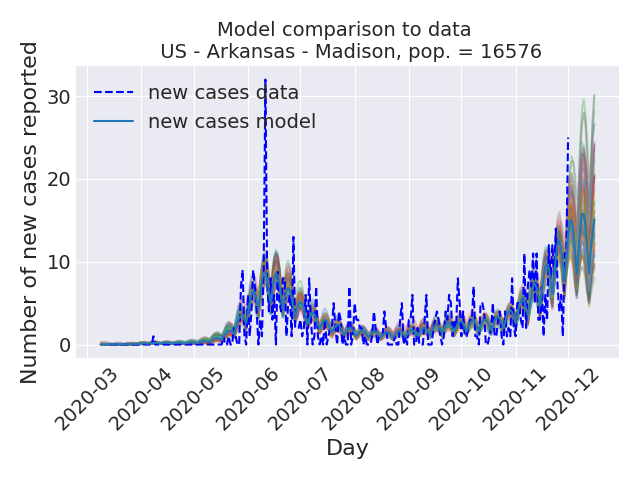 Model comparison to data
US - Arkansas - Madison, pop. = 16576
Number of new cases reported
30
20
10
0
new cases data
new cases model
2020-03
2020-04
2020-05
2020-06
2020-07
2020-08
2020-09
2020-10
2020-11
2020-12
Day